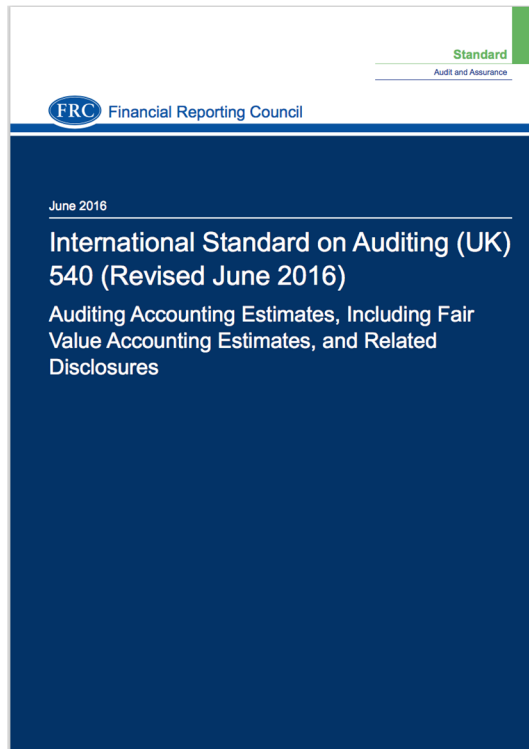 Standard
Audit and Assurance
FRC Financial Reporting Council
June 2016
International Standard on Auditing (UK)
540 (Revised June 2016)
Auditing Accounting Estimates, Including Fair
Value Accounting Estimates, and Related
Disclosures